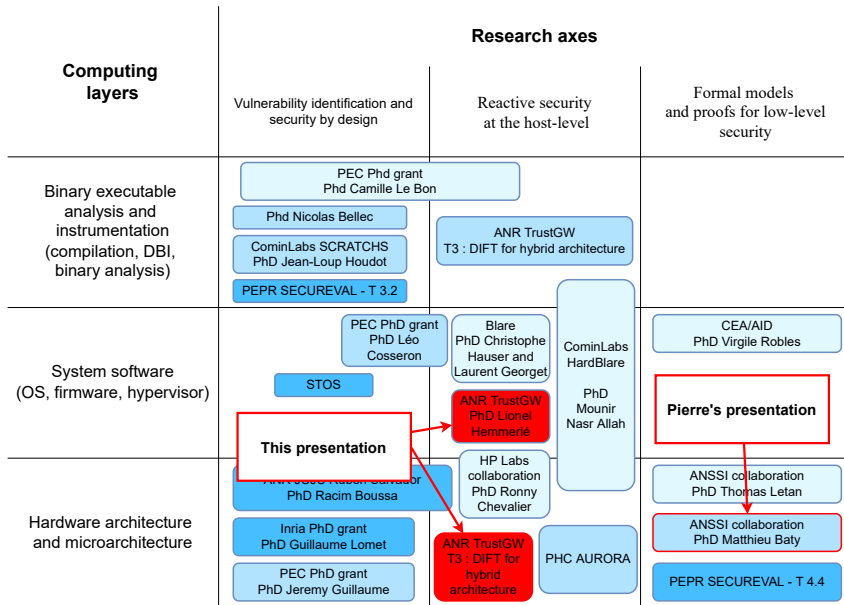 Research axes
Computing
layers
Vulnerability identification and
security by design
Reactive security
at the host-level
Formal models
and proofs for low-level
security
Binary executable
analysis and
instrumentation
(compilation, DBI,
binary analysis)
PEC Phd grant
Phd Camille Le Bon
Phd Nicolas Bellec
CominLabs SCRATCHS
PhD Jean-Loup Houdot
PEPR SECUREVAL - T 3.2
ANR TrustGW
T3 : DIFT for hybrid architecture
System software
(OS, firmware, hypervisor)
PEC PhD grant
PhD Léo
Cosseron
STOS
Blare
PhD Christophe
Hauser and
Laurent Georget
ANR TrustGW
PhD Lionel
Hemmerlé
CominLabs
HardBlare
PhD
Mounir
Nasr Allah
CEA/AID
PhD Virgile Robles
This presentation
Pierre's presentation
Hardware architecture
and microarchitecture
PhD Racim Boussa
Inria PhD grant
PhD Guillaume Lomet
PEC PhD grant
PhD Jeremy Guillaume
HP Labs
collaboration
PhD Ronny
Chevalier
ANR TrustGW
T3 : DIFT for
hybrid
architecture
PHC AURORA
ANSSI collaboration
PhD Thomas Letan
ANSSI collaboration
PhD Matthieu Baty
PEPR SECUREVAL - T 4.4